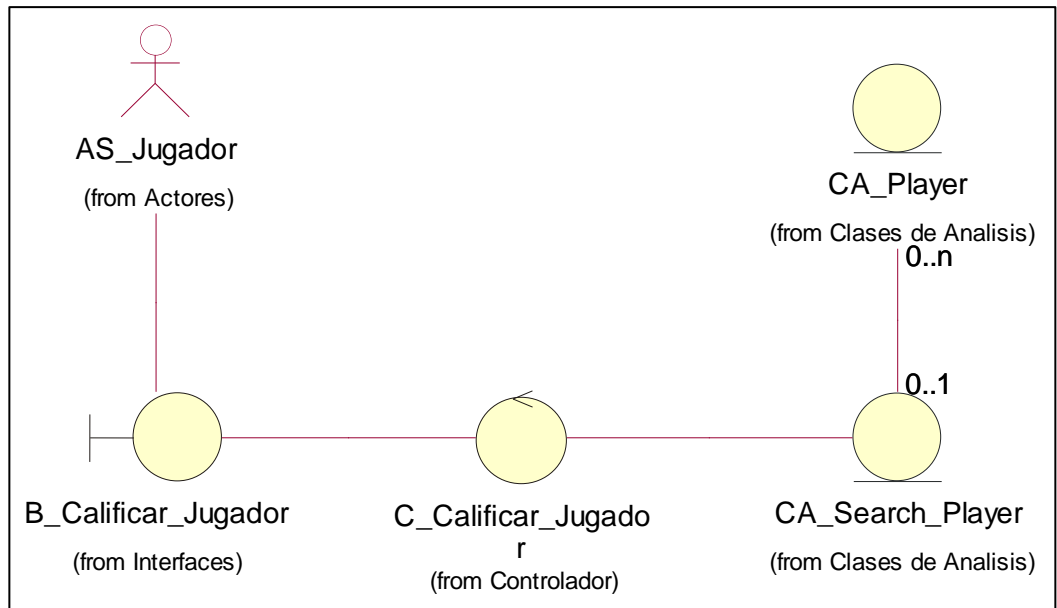 AS_Jugador
(from Actores)
CA_Player
(from Clases de Analisis)
0..n
0..1
B_Calificar_Jugador
(from Interfaces)
C_Calificar_Jugado
r
(from Controlador)
CA_Search_Player
(from Clases de Analisis)